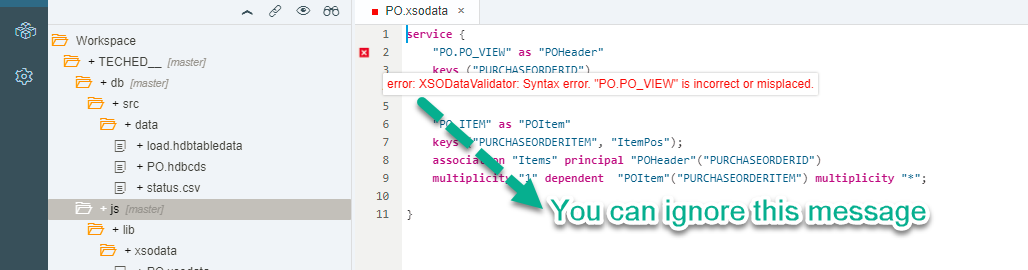 PO.xsodata ×
Workspace
+ TECHED__ [master]
+ db [master]
+ src
+ data
+ load.hdbtabledata
+ PO.hdbcds
+ status.csv
+ js [master]
+ lib
+ xsodata
+ PO.xsodata
1 service {
2 "PO.PO_VIEW" as "POHeader"
3 keys ("PURCHASEORDERID")
error: XSODataValidator: Syntax error. "PO.PO_VIEW" is incorrect or misplaced.
5
6 "PO.ITEM" as "POItem"
7 keys ("PURCHASEORDERITEM", "ItemPos");
8 association "Items" principal "POHeader"("PURCHASEORDERID")
9 multiplicity "1" dependent "POItem"("PURCHASEORDERITEM") multiplicity "*";
10
You can ignore this message
11 }